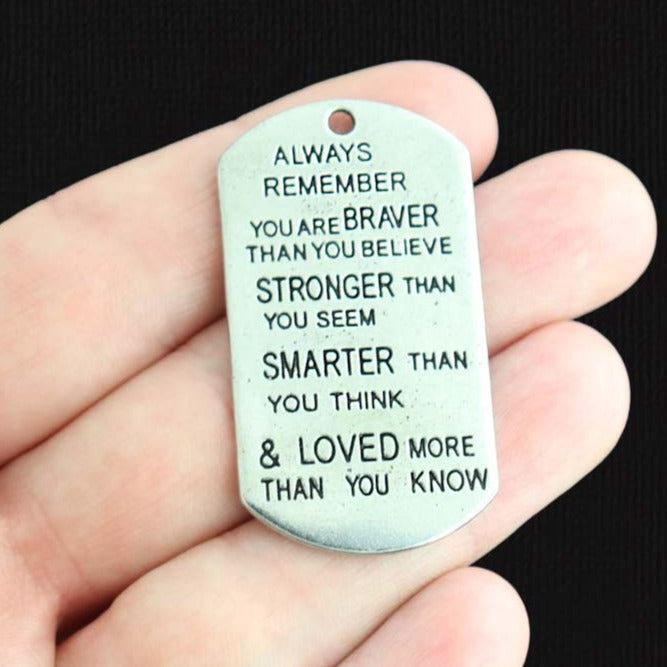 ALWAYS
REMEMBER
YOU ARE BRAVER
THAN YOU BELIEVE
STRONGER THAN
YOU SEEM
SMARTER THAN
YOU THINK
& LOVED MORE
THAN YOU KNOW